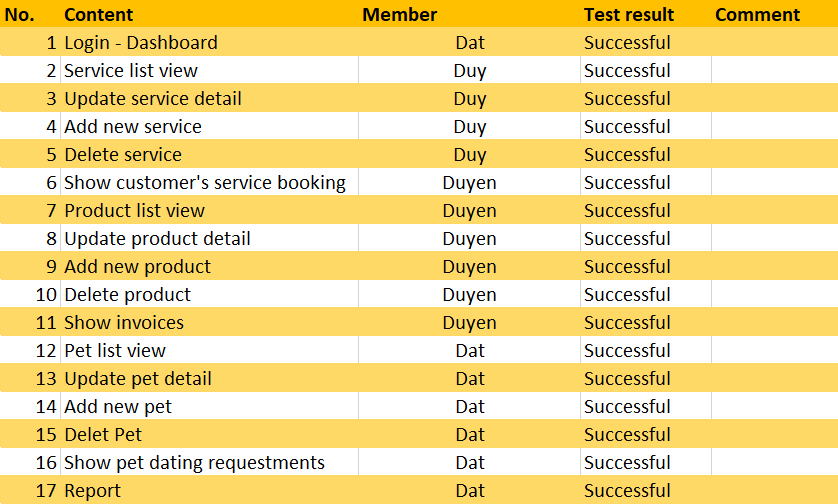 No. Content Member Test result Comment
1 Login - Dashboard Dat Successful
2 Service list view Duy Successful
3 Update service detail Duy Successful
4 Add new service Duy Successful
5 Delete service Duy Successful
6 Show customer's service booking Duyen Successful
7 Product list view Duyen Successful
8 Update product detail Duyen Successful
9 Add new product Duyen Successful
10 Delete product Duyen Successful
11 Show invoices Duyen Successful
12 Pet list view Dat Successful
13 Update pet detail Dat Successful
14 Add new pet Dat Successful
15 Delet Pet Dat Successful
16 Show pet dating requestments Dat Successful
17 Report Dat Successful